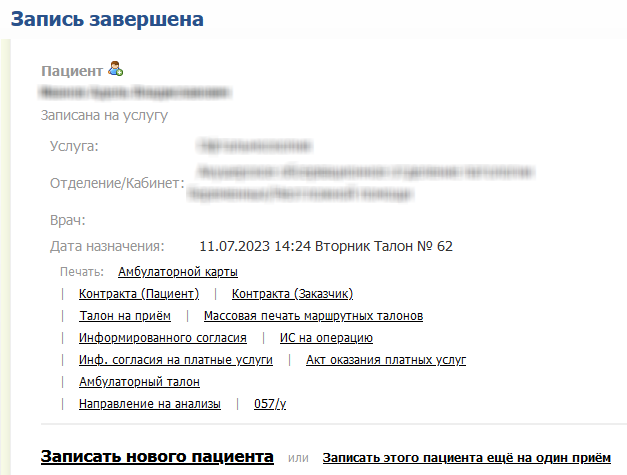 Запись завершена
Пациент
Записана на услугу
Услуга:
Отделение/Кабинет:
Врач:
Дата назначения: 11.07.2023 14:24 Вторник Талон № 62
Печать: Амбулаторной карты
| Контракта (Пациент) | Контракта (Заказчик)
| Талон на приём | Массовая печать маршрутных талонов
| Информированного согласия | ИС на операцию
| Инф. согласия на платные услуги | Акт оказания платных услуг
| Амбулаторный талон
| Направление на анализы | 057/у
Записать нового пациента или Записать этого пациента ещё на один приём